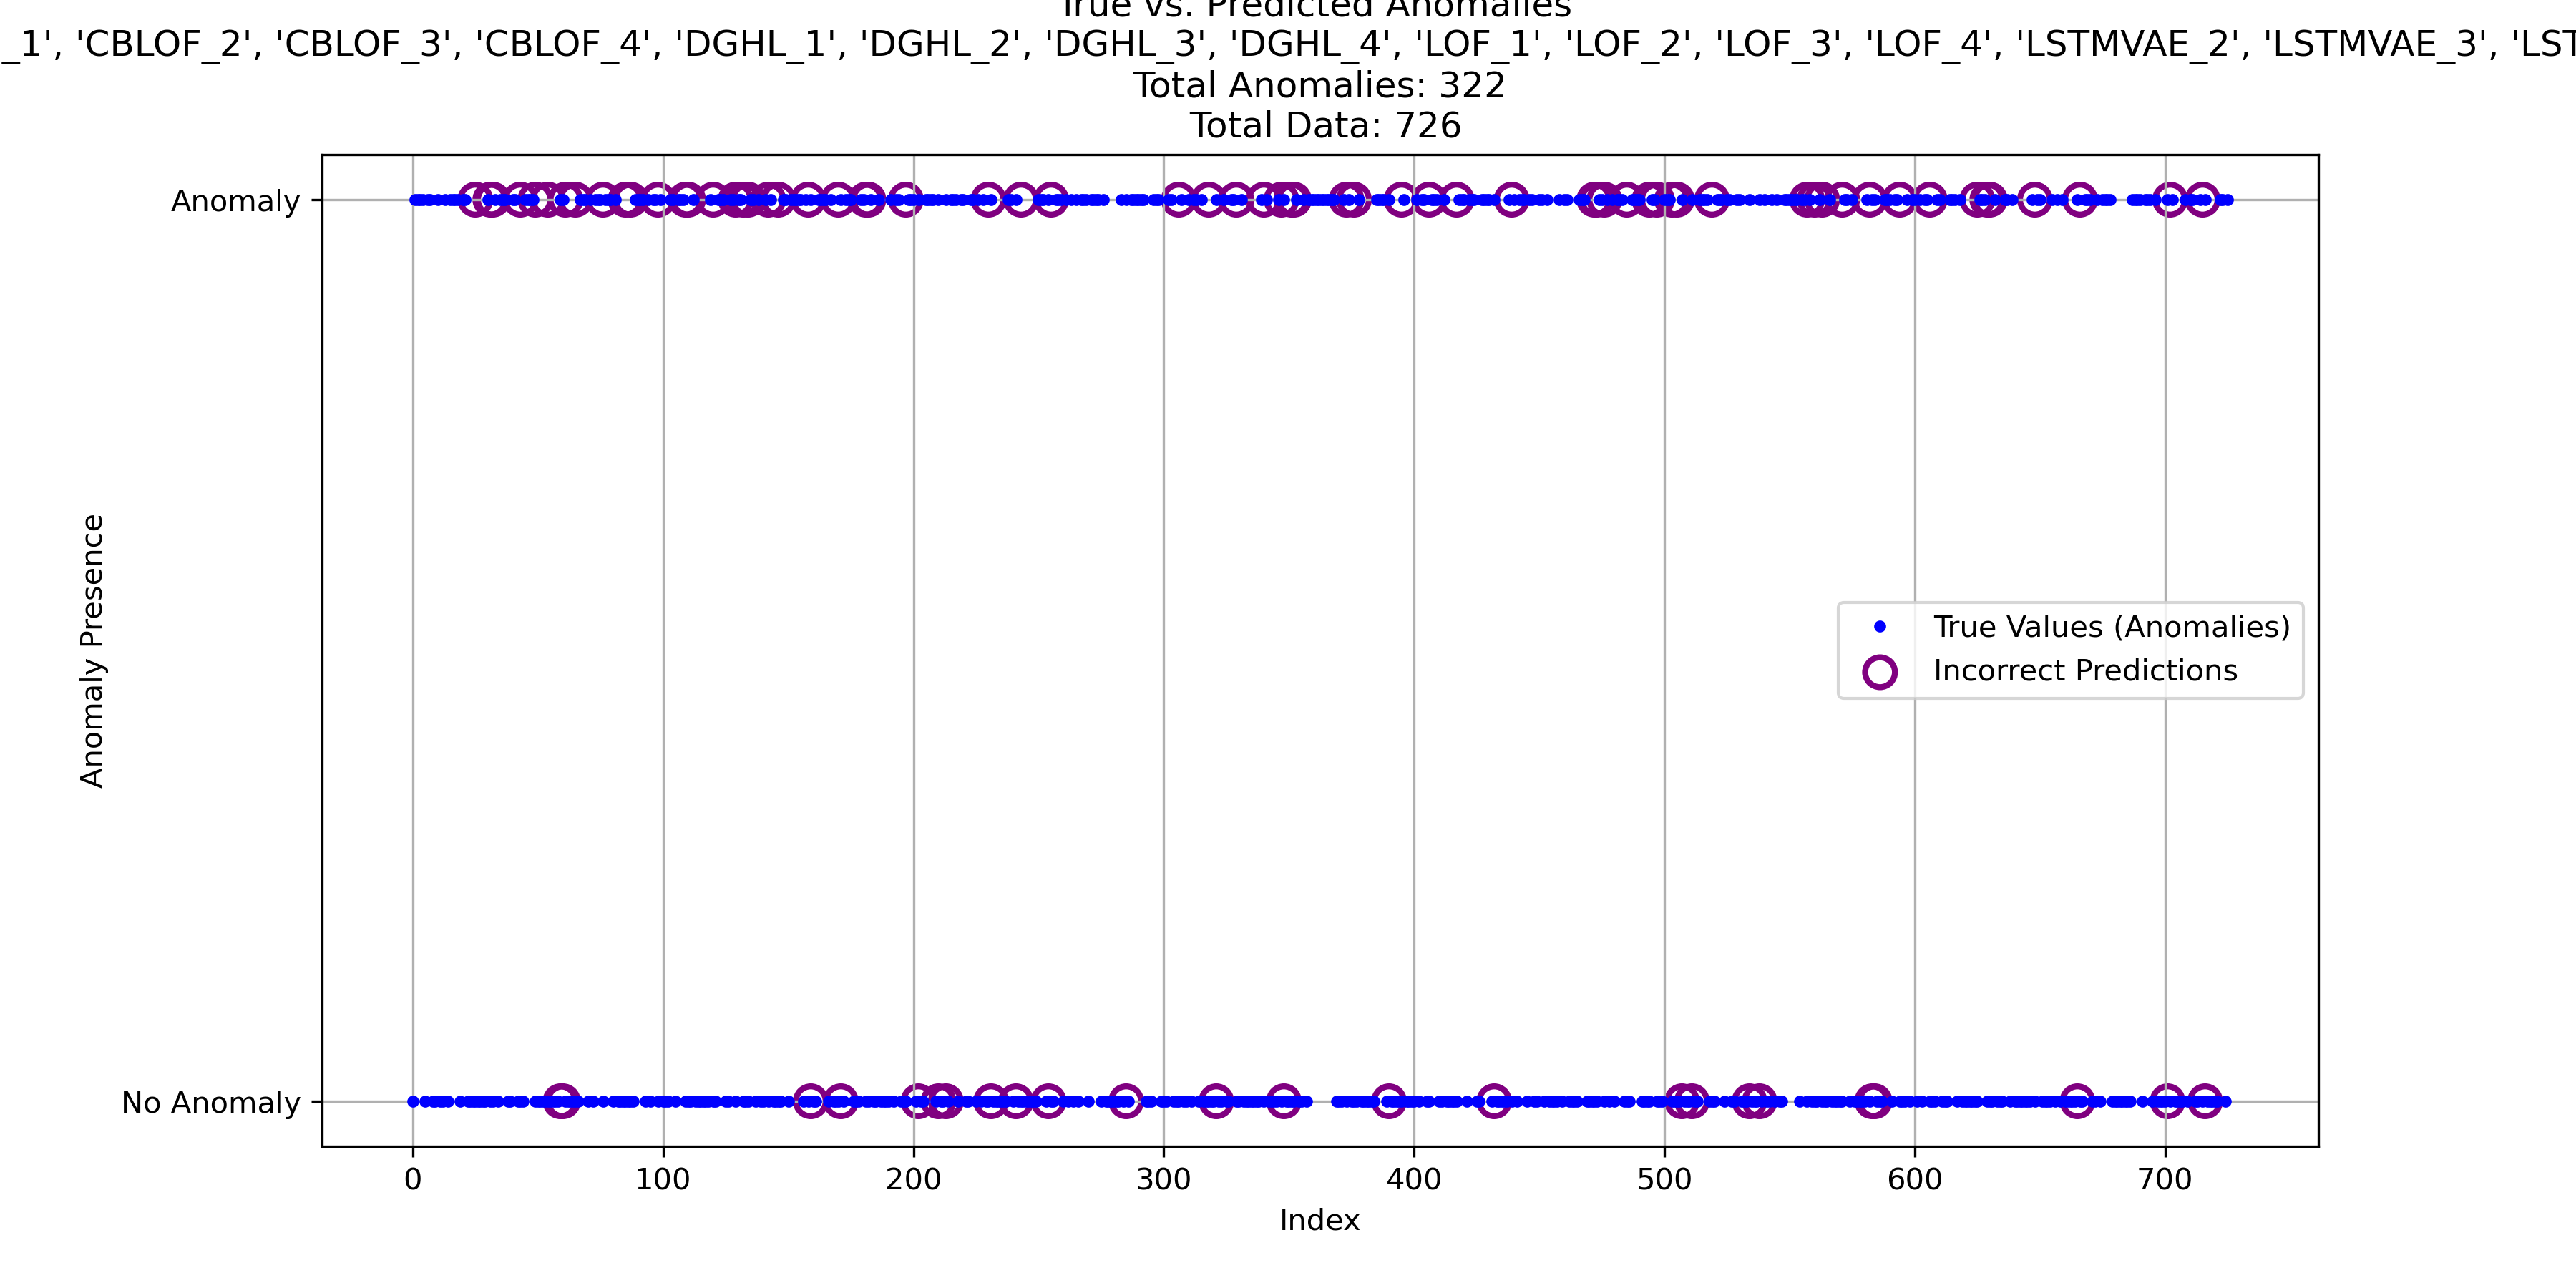 True vs. Predicted Anomalies
_1', 'CBLOF_2', 'CBLOF_3', 'CBLOF_4', 'DGHL_1', 'DGHL_2', 'DGHL_3', 'DGHL_4', 'LOF_1', 'LOF_2', 'LOF_3', 'LOF_4', 'LSTMVAE_2', 'LSTMVAE_3', 'LST
Total Anomalies: 322
Total Data: 726
Anomaly
Anomaly Presence
True Values (Anomalies)
Incorrect Predictions
No Anomaly
0 100 200 300 400 500 600 700
Index